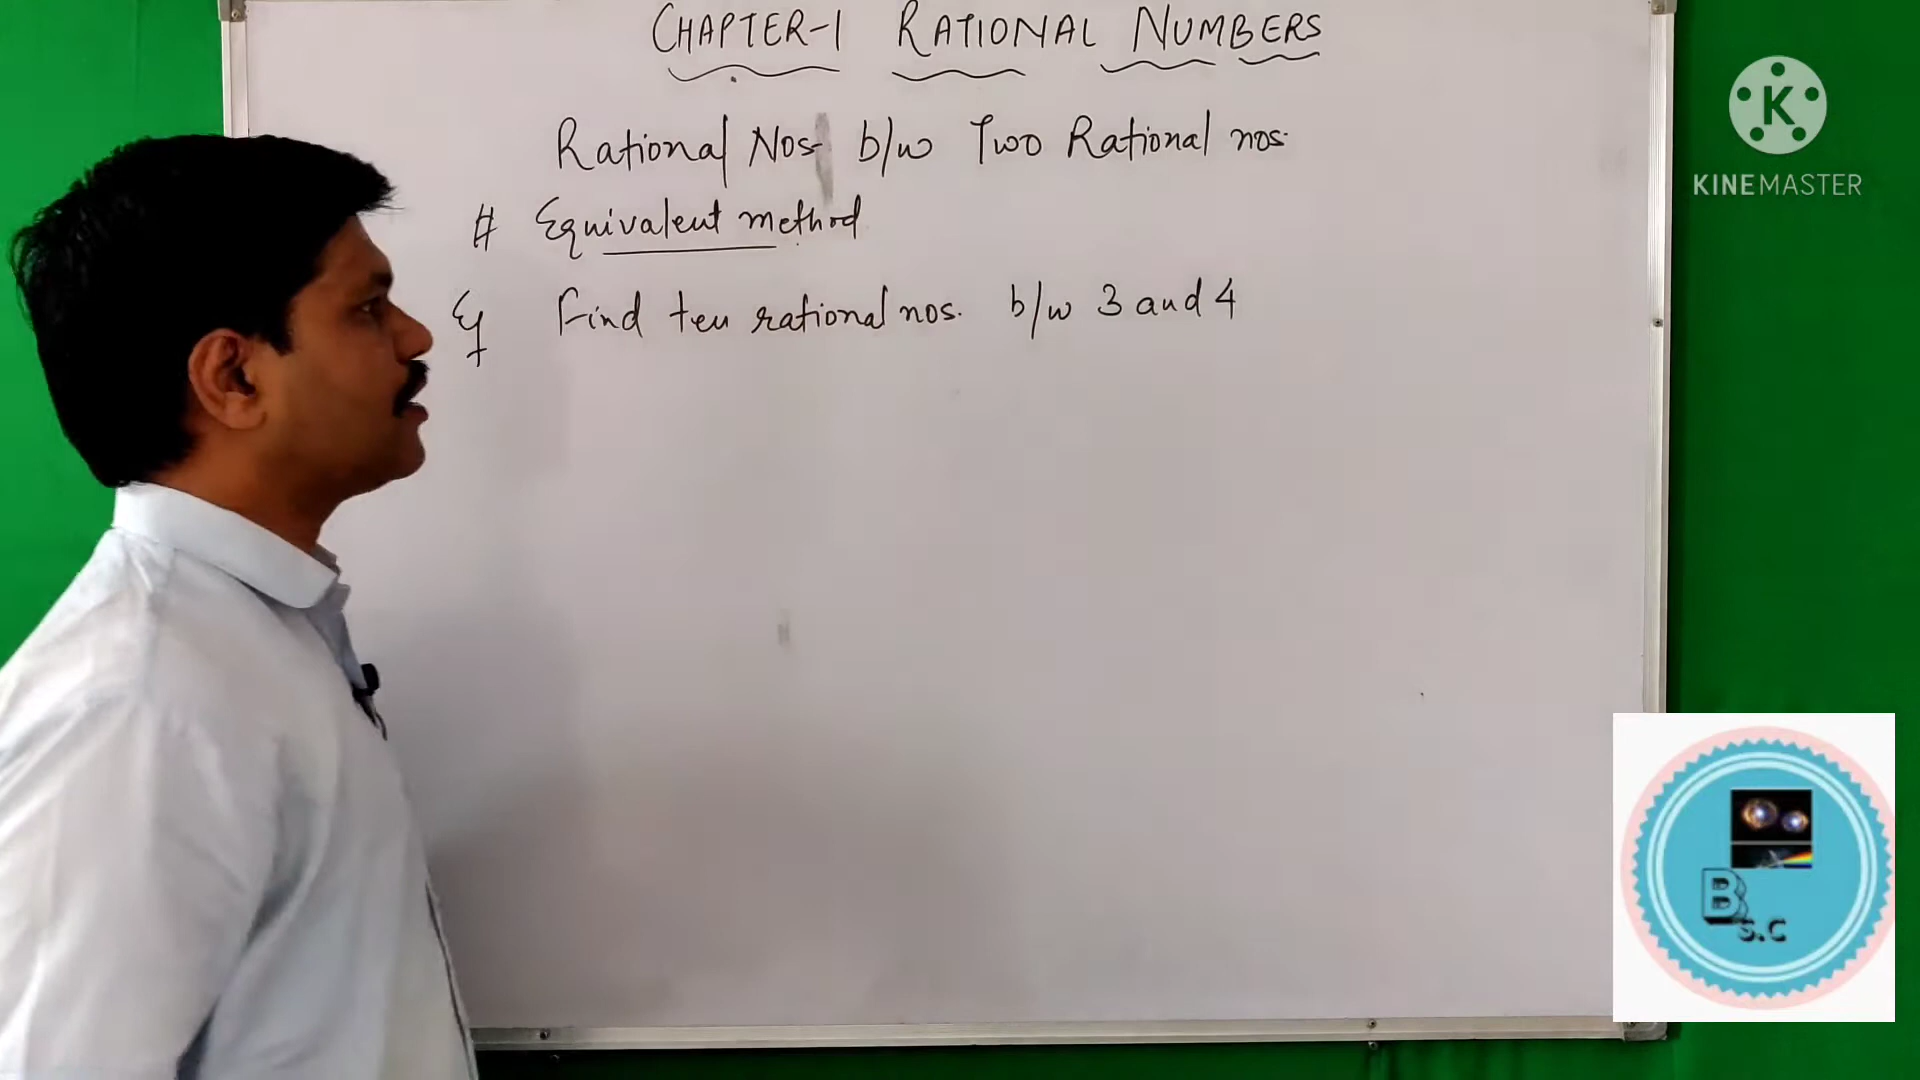 CHAPTER-1 RATIONAL NUMBERS
Rational Nos b/w Two Rational nos.
# Equivalent method
Eg Find ten rational nos. b/w 3 and 4
K
KINEMASTER
B
S.C